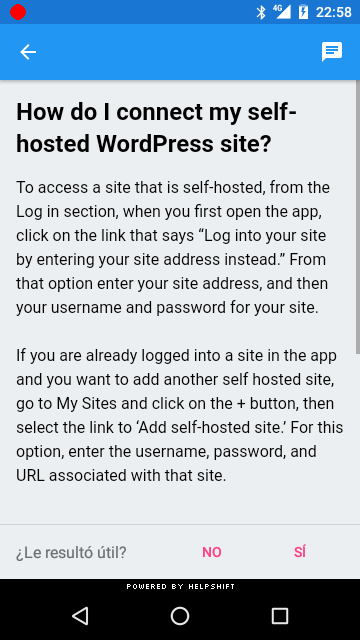 4G 22:58
How do I connect my self-
hosted WordPress site?
To access a site that is self-hosted, from the
Log in section, when you first open the app,
click on the link that says “Log into your site
by entering your site address instead.” From
that option enter your site address, and then
your username and password for your site.
If you are already logged into a site in the app
and you want to add another self hosted site,
go to My Sites and click on the + button, then
select the link to ‘Add self-hosted site.’ For this
option, enter the username, password, and
URL associated with that site.
¿Le resultó útil? NO SÍ
POWERED BY HELPSHIFT